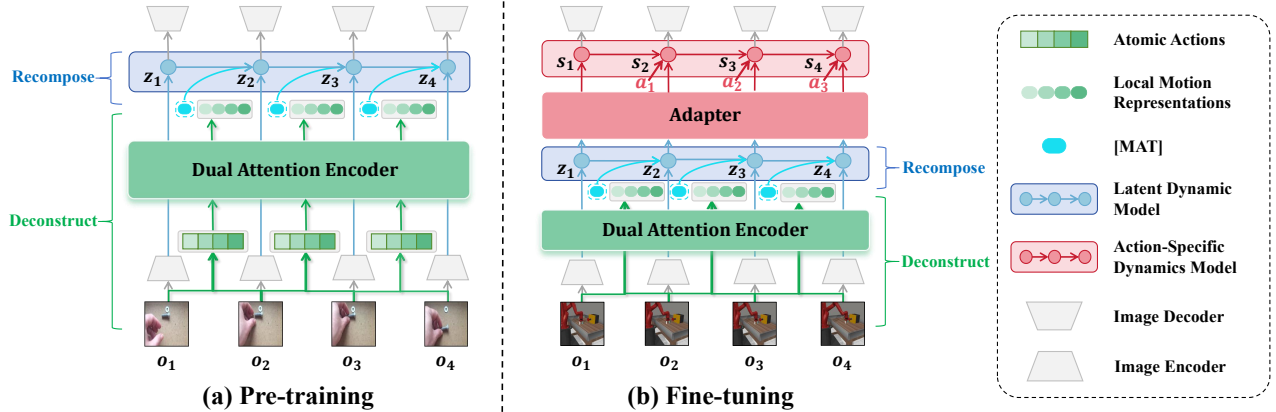 Recompose
z1 z2 z3 z4
Dual Attention Encoder
Deconstruct
o1 o2 o3 o4
(a) Pre-training
s1 s2 s3 s4
a1 a2 a3
Adapter
z1 z2 z3 z4
Recompose
Dual Attention Encoder
Deconstruct
o1 o2 o3 o4
(b) Fine-tuning
Atomic Actions
Local Motion
Representations
[MAT]
Latent Dynamic
Model
Action-Specific
Dynamics Model
Image Decoder
Image Encoder